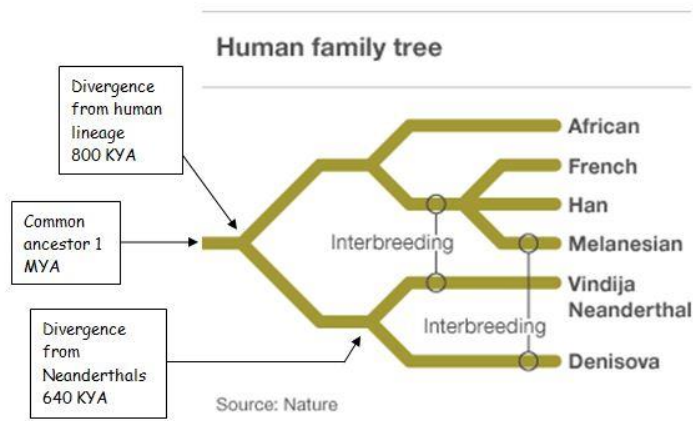 Human family tree
Divergence
from human
lineage
800 KYA
Common
ancestor 1
MYA
Divergence
from
Neanderthals
640 KYA
African
French
Han
Interbreeding
Melanesian
Vindija
Neanderthal
Interbreeding
Denisova
Source: Nature